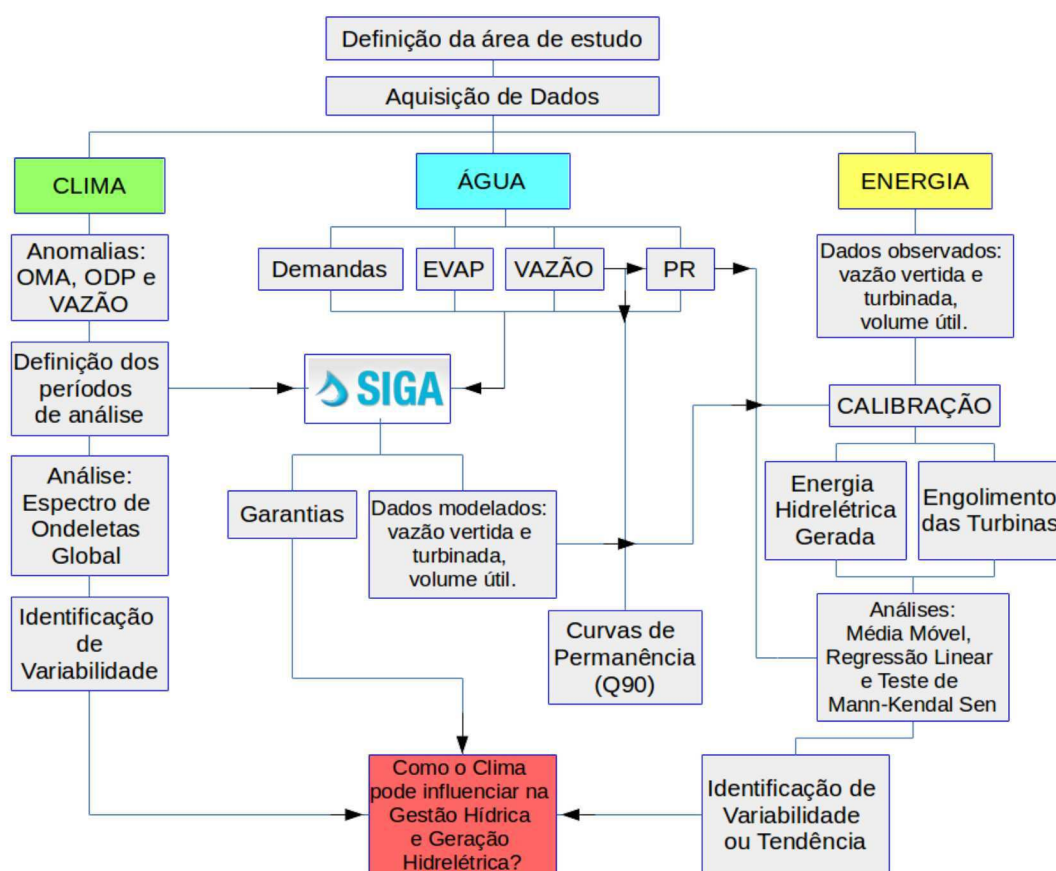 Definição da área de estudo
Aquisição de Dados
CLIMA
ÁGUA
ENERGIA
Anomalias:
OMA, ODP e
VAZÃO
Demandas
EVAP
VAZÃO
PR
Dados observados:
vazão vertida e
turbinada,
volume útil.
Definição dos
períodos
de análise
SIGA
CALIBRAÇÃO
Análise:
Espectro de
Ondeletas
Global
Garantias
Dados modelados:
vazão vertida e
turbinada,
volume útil.
Energia
Hidrelétrica
Gerada
Engolimento
das Turbinas
Identificação
de
Variabilidade
Curvas de
Permanência
(Q90)
Análises:
Média Móvel,
Regressão Linear
e Teste de
Mann-Kendal Sen
Como o Clima
pode influenciar na
Gestão Hídrica
e Geração
Hidrelétrica?
Identificação de
Variabilidade
ou Tendência